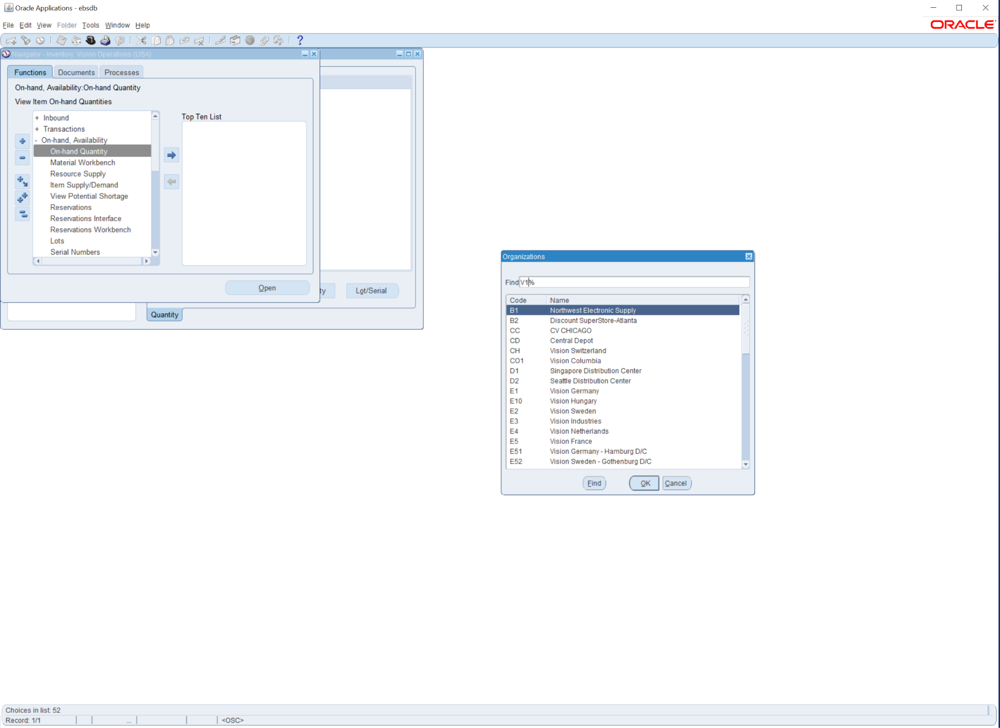 Oracle Applications - ebsdb
File Edit View Folder Tools Window Help
ORACLE
Navigator - Inventory, Vision Operations (USA)
Functions Documents Processes
On-hand, Availability:On-hand Quantity
View Item On-hand Quantities
+ Inbound
+ Transactions
- On-hand, Availability
On-hand Quantity
Material Workbench
Resource Supply
Item Supply/Demand
View Potential Shortage
Reservations
Reservations Interface
Reservations Workbench
Lots
Serial Numbers
Top Ten List
Open
ty
Lot/Serial
Quantity
Organizations
Find V1%
Code Name
B1 Northwest Electronic Supply
B2 Discount SuperStore-Atlanta
CC CV CHICAGO
CD Central Depot
CH Vision Switzerland
CO1 Vision Columbia
D1 Singapore Distribution Center
D2 Seattle Distribution Center
E1 Vision Germany
E10 Vision Hungary
E2 Vision Sweden
E3 Vision Industries
E4 Vision Netherlands
E5 Vision France
E51 Vision Germany - Hamburg D/C
E52 Vision Sweden - Gothenburg D/C
Find OK Cancel
Choices in list: 52
Record: 1/1 ... <OSC>